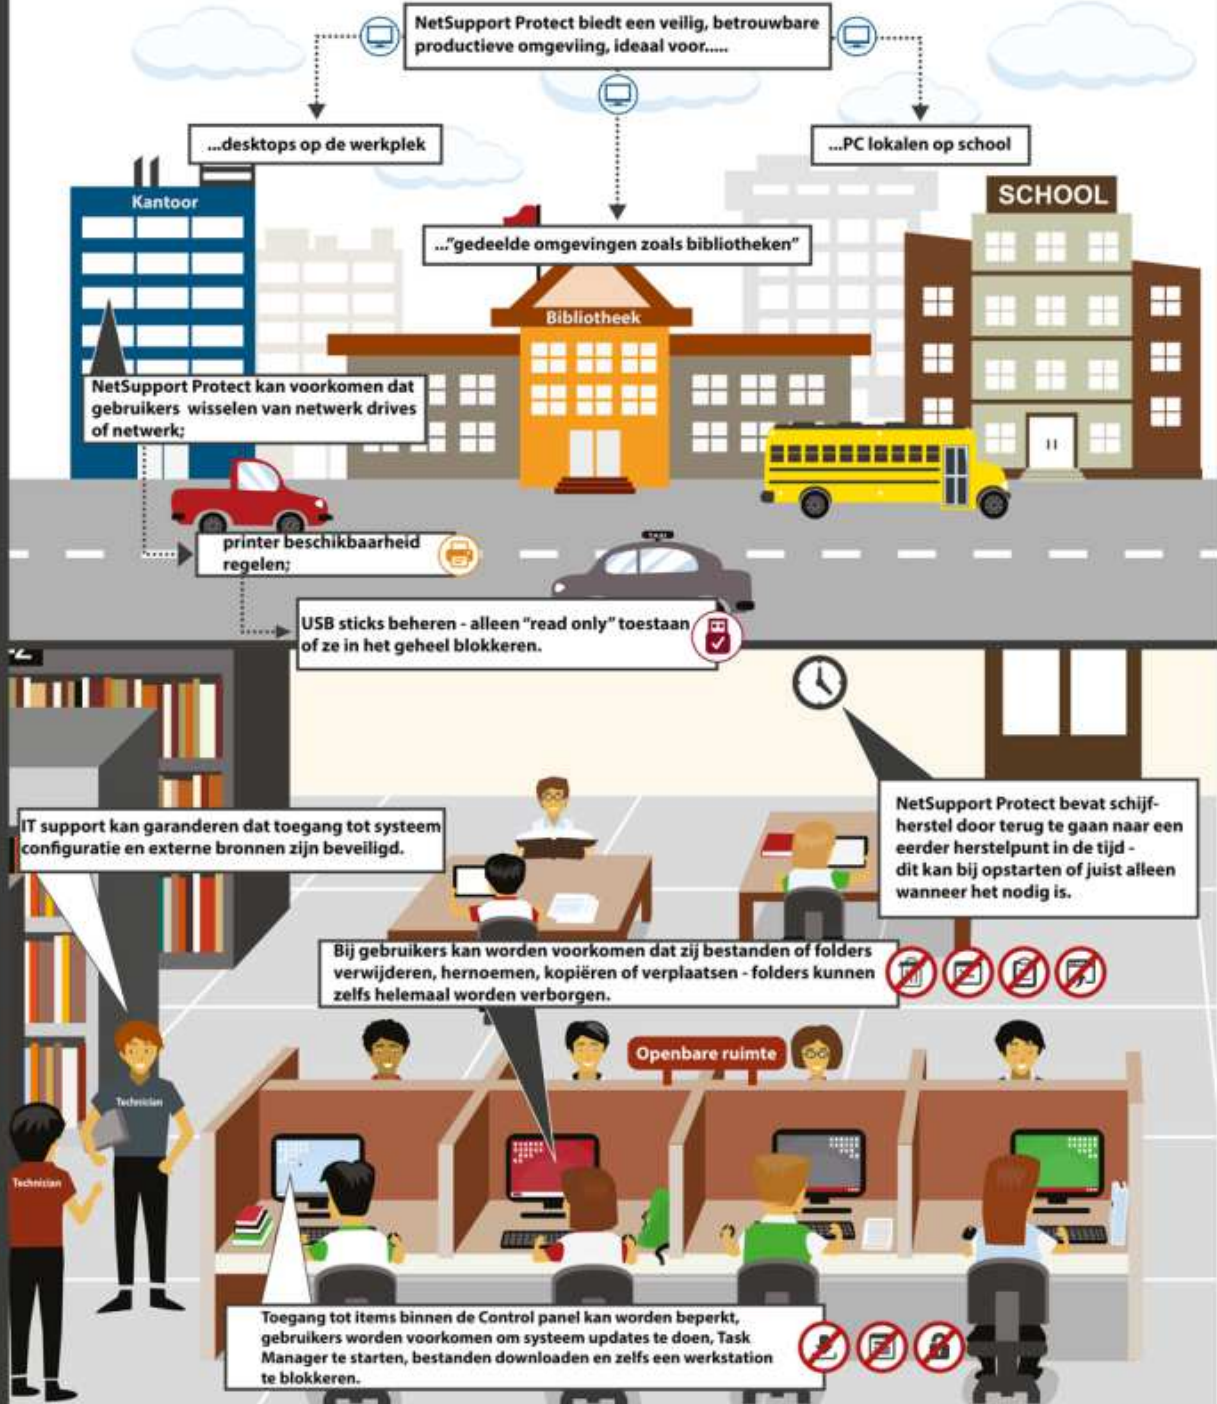 NetSupport Protect biedt een veilig, betrouwbare
productieve omgeviing, ideaal voor.....
...desktops op de werkplek
...PC lokalen op school
Kantoor
SCHOOL
..."gedeelde omgevingen zoals bibliotheken"
Bibliotheek
NetSupport Protect kan voorkomen dat
gebruikers wisselen van netwerk drives
of netwerk;
TAXI
printer beschikbaarheid
regelen;
USB sticks beheren - alleen "read only" toestaan
of ze in het geheel blokkeren.
NetSupport Protect bevat schijf-
herstel door terug te gaan naar een
eerder herstelpunt in de tijd -
dit kan bij opstarten of juist alleen
wanneer het nodig is.
IT support kan garanderen dat toegang tot systeem
configuratie en externe bronnen zijn beveiligd.
Bij gebruikers kan worden voorkomen dat zij bestanden of folders
verwijderen, hernoemen, kopiëren of verplaatsen - folders kunnen
zelfs helemaal worden verborgen.
Openbare ruimte
Technician
Technician
Toegang tot items binnen de Control panel kan worden beperkt,
gebruikers worden voorkomen om systeem updates te doen, Task
Manager te starten, bestanden downloaden en zelfs een werkstation
te blokkeren.